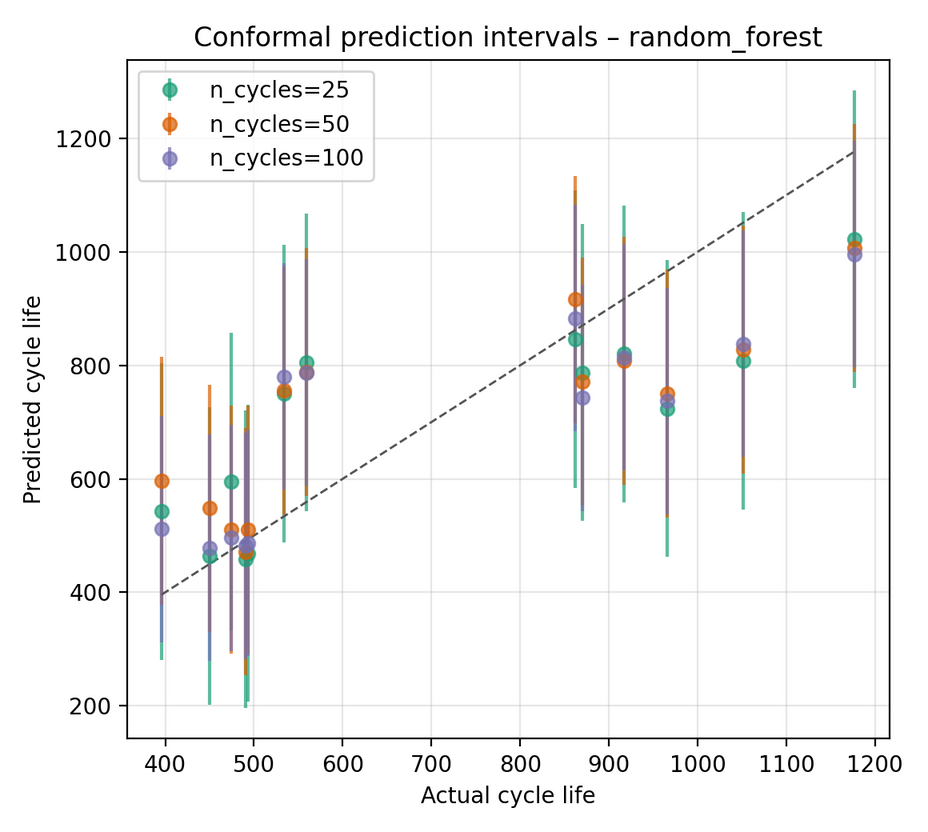 Conformal prediction intervals – random_forest
n_cycles=25
n_cycles=50
n_cycles=100
Predicted cycle life
1200
1000
800
600
400
200
400 500 600 700 800 900 1000 1100 1200
Actual cycle life